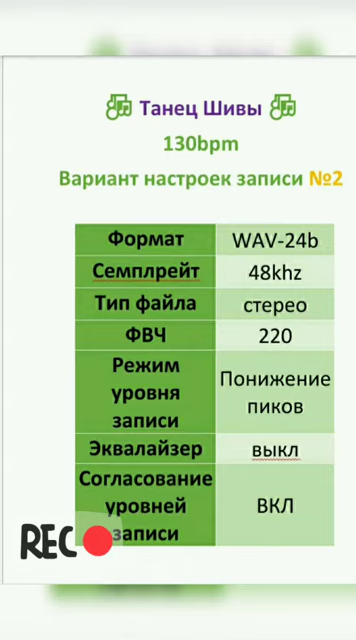 Танец Шивы
130bpm
Вариант настроек записи №2
Формат WAV-24b
Семплрейт 48khz
Тип файла стерео
ФВЧ 220
Режим
уровня
записи
Понижение
пиков
Эквалайзер выкл
Согласование
уровней
записи
ВКЛ
REC